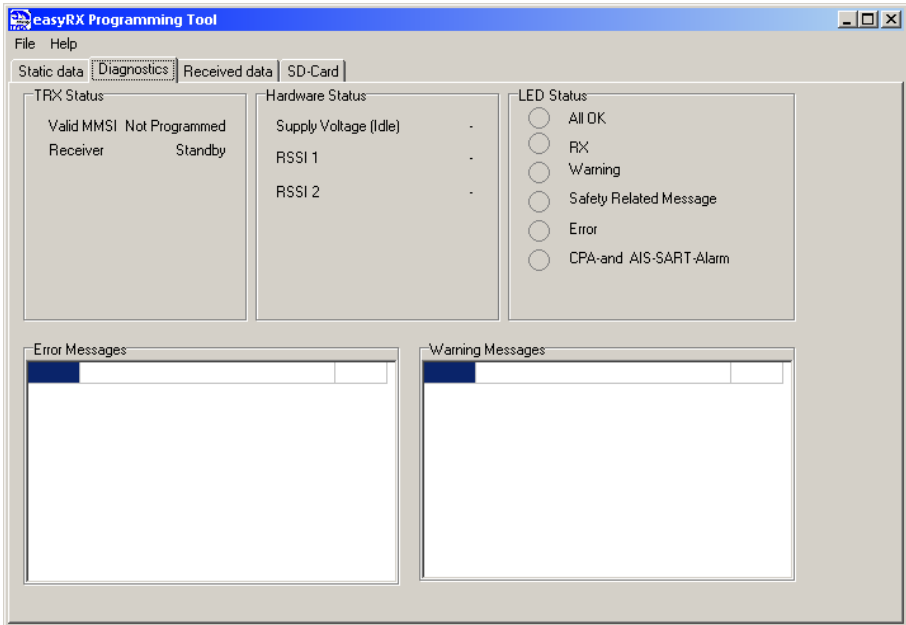 easyRX Programming Tool
File Help
Static data Diagnostics Received data SD-Card
TRX Status
Valid MMSI Not Programmed
Receiver Standby
Hardware Status
Supply Voltage (Idle) -
RSSI 1 -
RSSI 2 -
LED Status
All OK
RX
Warning
Safety Related Message
Error
CPA-and AIS-SART-Alarm
Error Messages
Warning Messages